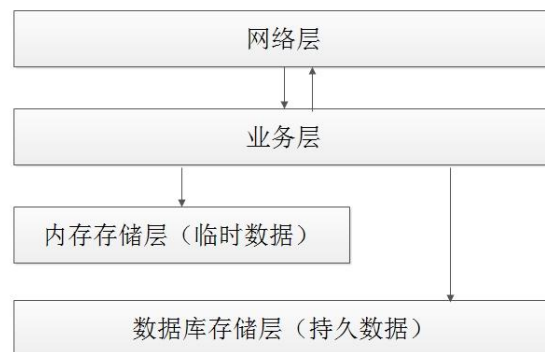 网络层
业务层
内存存储层（临时数据）
数据库存储层（持久数据）